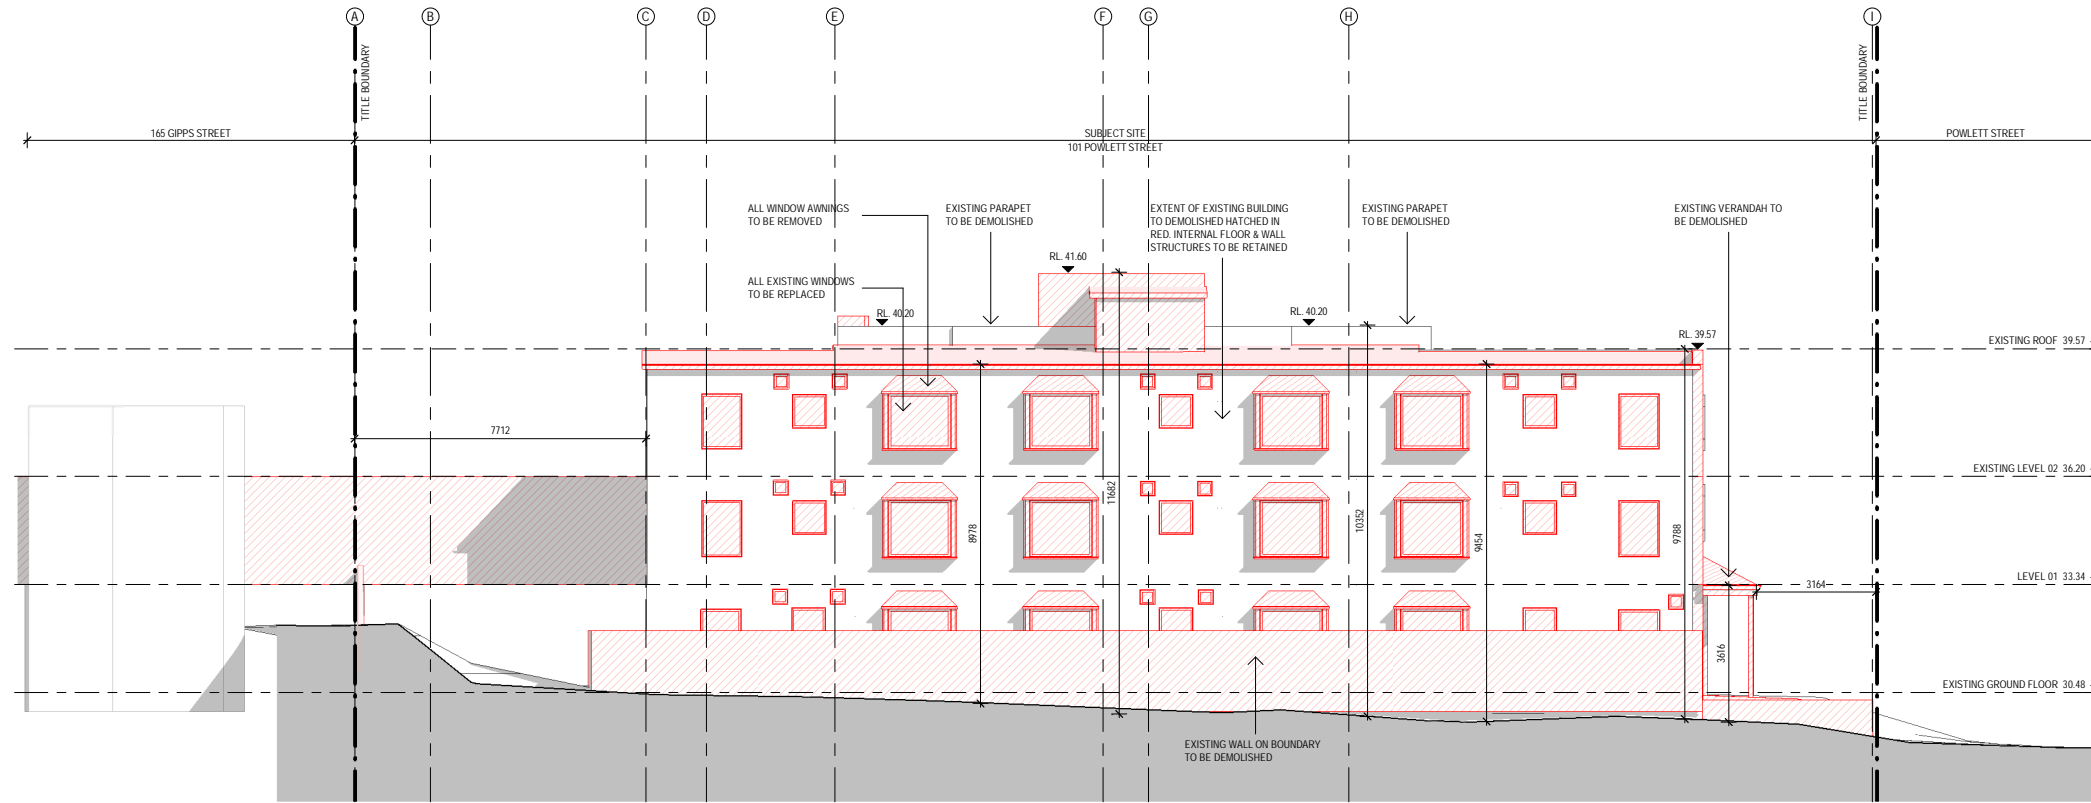 A B C D E F G H I
TITLE BOUNDARY
TITLE BOUNDARY
165 GIPPS STREET
SUBJECT SITE
101 POWLETT STREET
POWLETT STREET
ALL WINDOW AWNINGS
TO BE REMOVED
EXISTING PARAPET
TO BE DEMOLISHED
EXTENT OF EXISTING BUILDING
TO DEMOLISHED HATCHED IN
RED. INTERNAL FLOOR & WALL
STRUCTURES TO BE RETAINED
EXISTING PARAPET
TO BE DEMOLISHED
EXISTING VERANDAH TO
BE DEMOLISHED
RL. 41.60
ALL EXISTING WINDOWS
TO BE REPLACED
RL. 40.20
RL. 40.20
RL. 39.57
EXISTING ROOF 39.57
7712
EXISTING LEVEL 02 36.20
8978
11682
10352
9454
9788
LEVEL 01 33.34
3164
3616
EXISTING GROUND FLOOR 30.48
EXISTING WALL ON BOUNDARY
TO BE DEMOLISHED